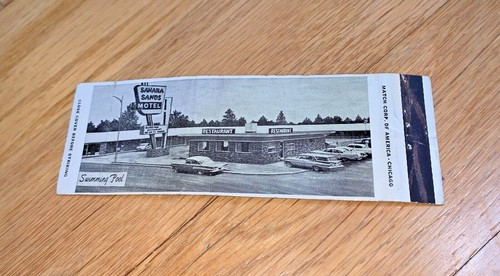 CLOSE COVER BEFORE STRIKING
SAHARA
SANDS
MOTEL
RESTAURANT
RESTAURANT
Swimming Pool
MATCH CORP. OF AMERICA - CHICAGO